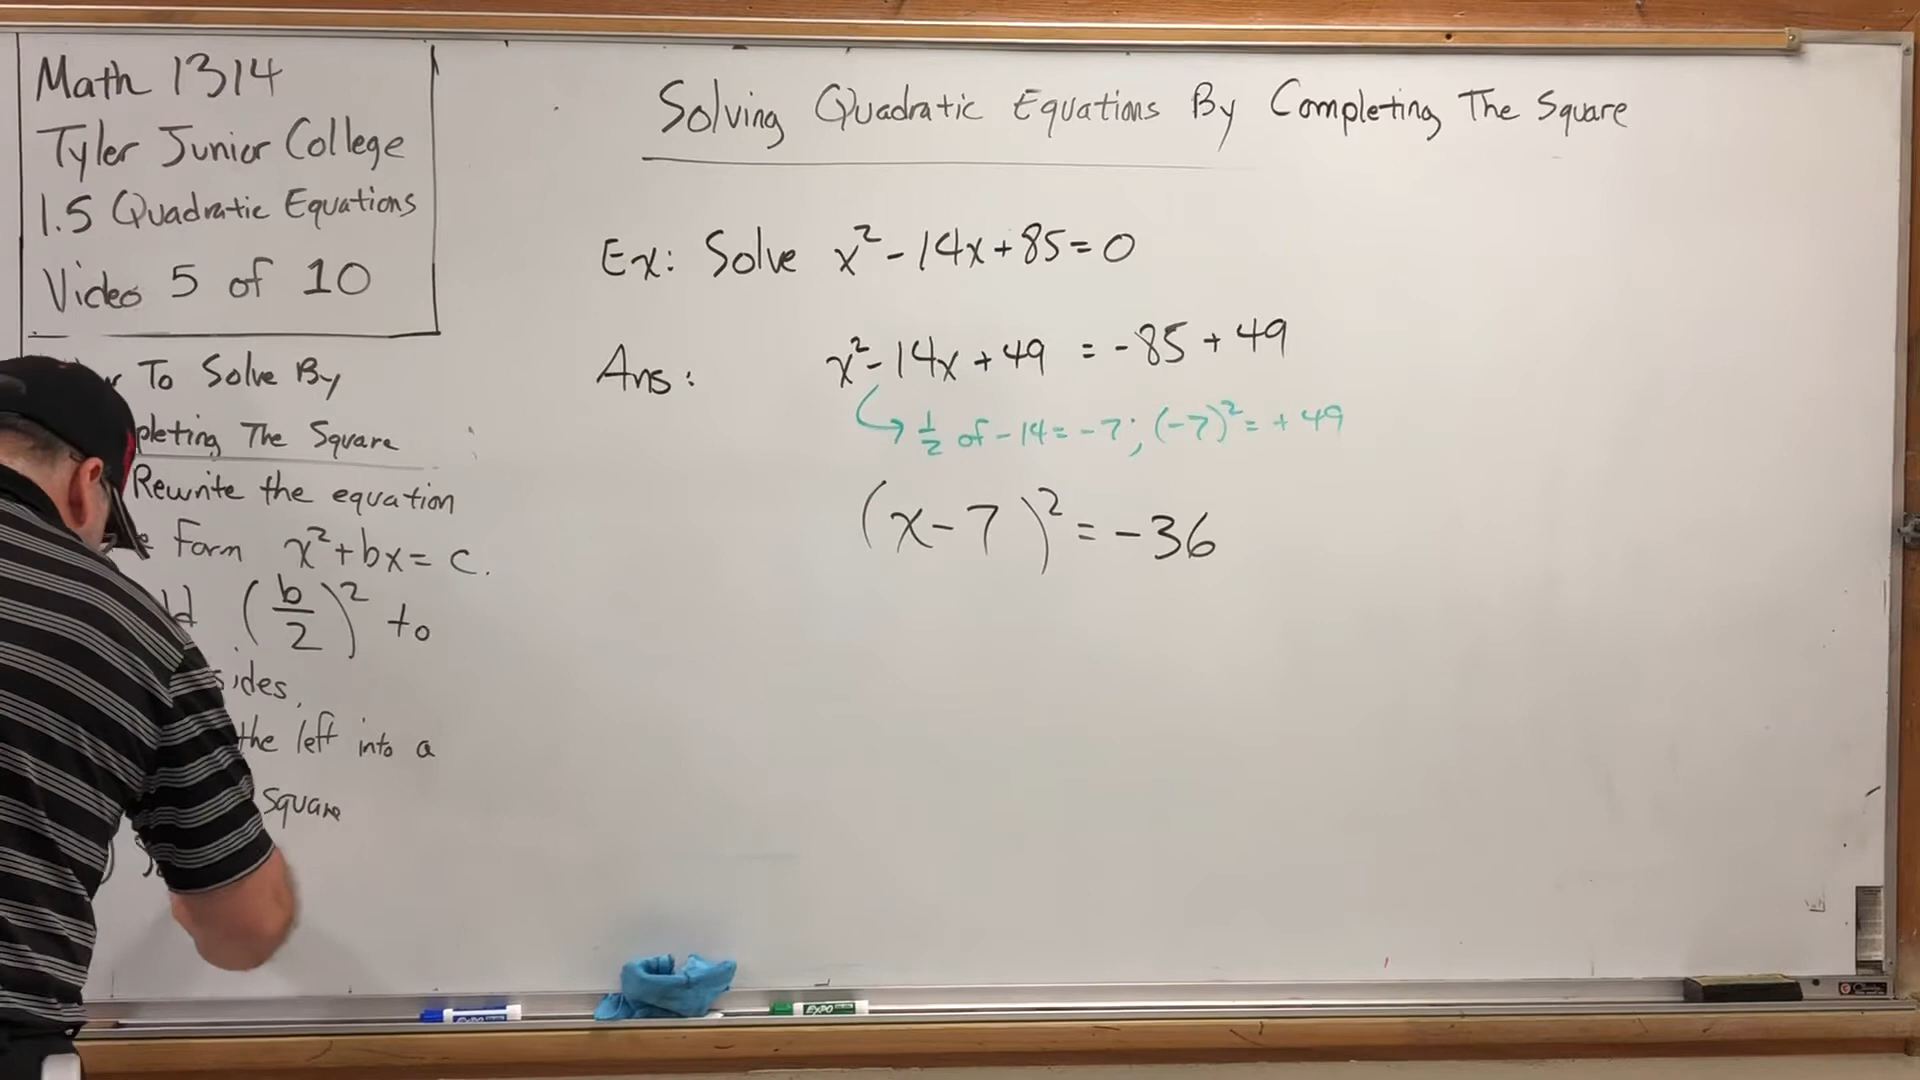 Math 1314
Tyler Junior College
1.5 Quadratic Equations
Video 5 of 10
To Solve By
pleting The Square
Rewrite the equation
Form x²+bx= c.
(b/2)² to
sides.
the left into a
Square
Solving Quadratic Equations By Completing The Square
Ex: Solve x²-14x+85=0
Ans: x²-14x+49 = -85+49
1/2 of -14= -7; (-7)²= +49
(x-7)²= -36
EXPO
EXPO